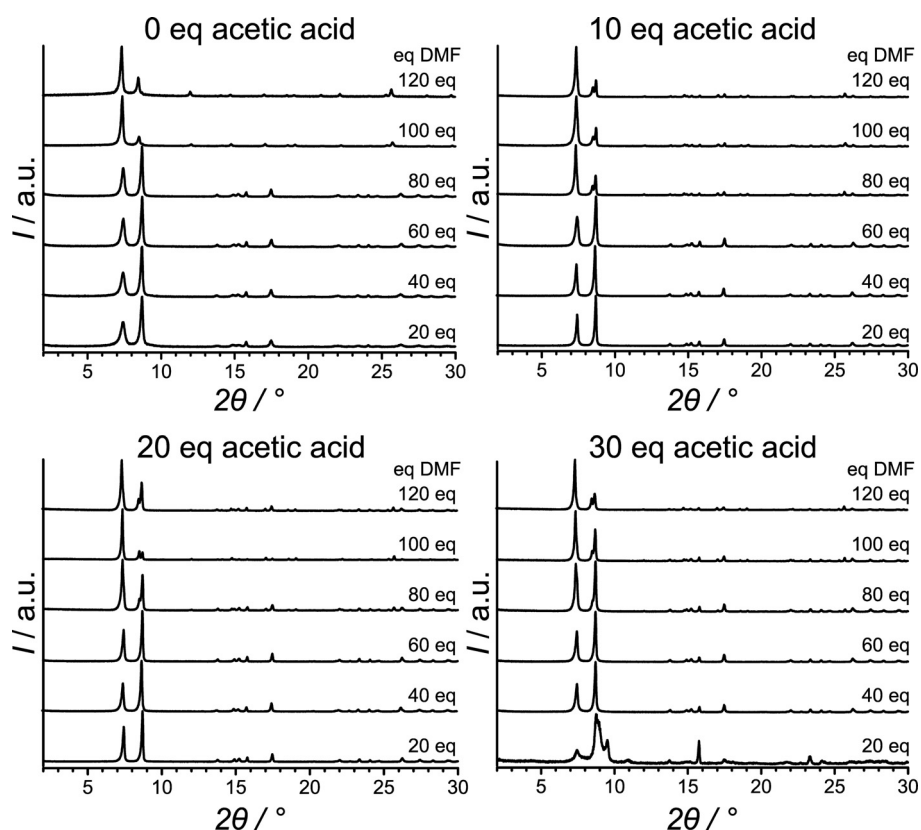 0 eq acetic acid
eq DMF
120 eq
100 eq
80 eq
60 eq
40 eq
20 eq
I / a.u.
5 10 15 20 25 30
2θ / °
10 eq acetic acid
eq DMF
120 eq
100 eq
80 eq
60 eq
40 eq
20 eq
I / a.u.
5 10 15 20 25 30
2θ / °
20 eq acetic acid
eq DMF
120 eq
100 eq
80 eq
60 eq
40 eq
20 eq
I / a.u.
5 10 15 20 25 30
2θ / °
30 eq acetic acid
eq DMF
120 eq
100 eq
80 eq
60 eq
40 eq
20 eq
I / a.u.
5 10 15 20 25 30
2θ / °